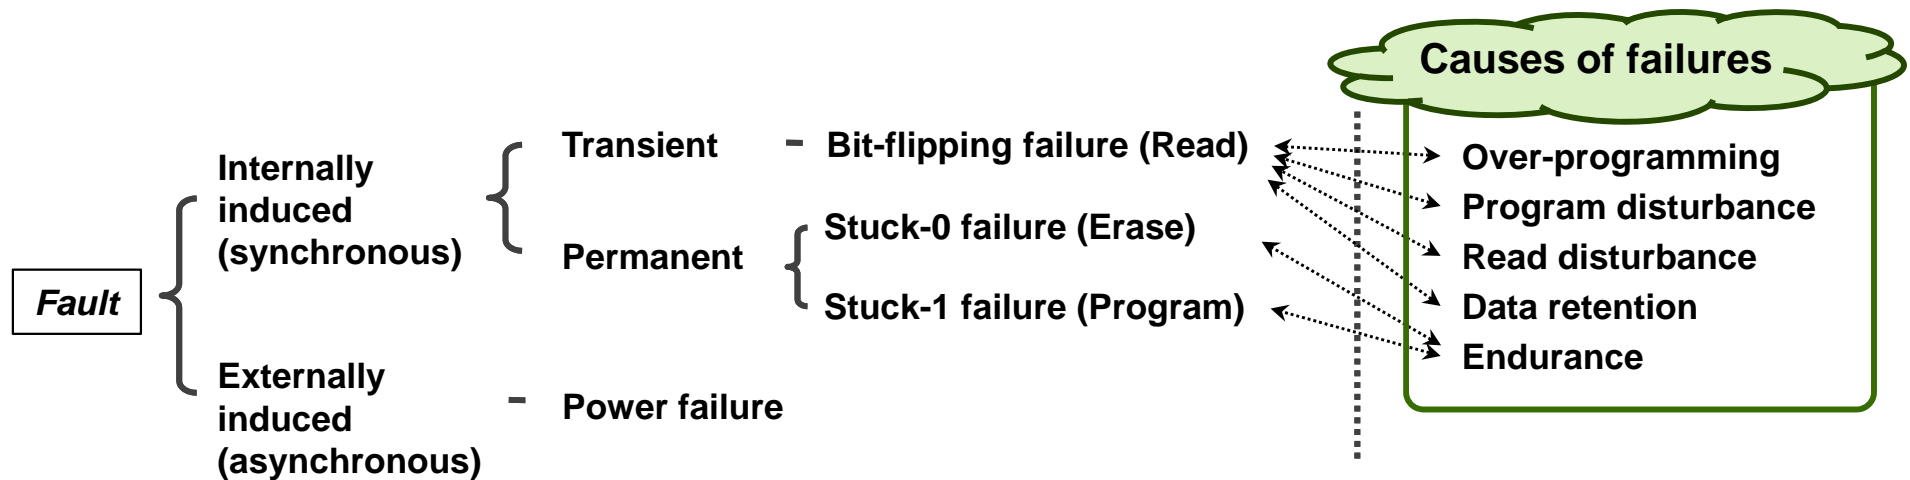 Causes of failures
Fault
Internally
induced
(synchronous)
Externally
induced
(asynchronous)
Transient
Permanent
Power failure
- Bit-flipping failure (Read)
Stuck-0 failure (Erase)
Stuck-1 failure (Program)
Over-programming
Program disturbance
Read disturbance
Data retention
Endurance